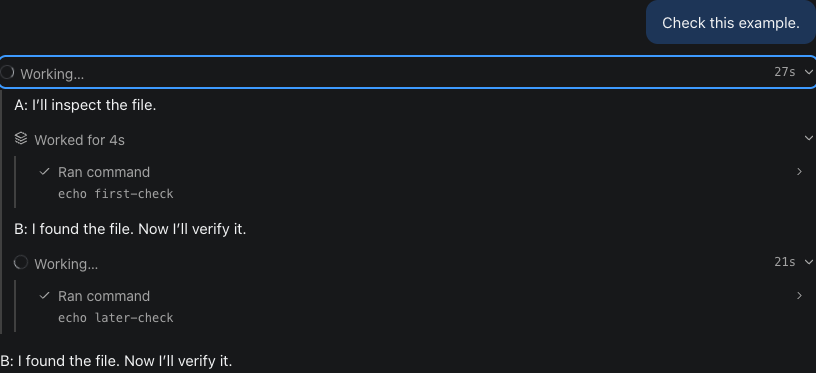 Check this example.
Working...
27s
A: I’ll inspect the file.
Worked for 4s
Ran command
echo first-check
B: I found the file. Now I’ll verify it.
Working...
21s
Ran command
echo later-check
B: I found the file. Now I’ll verify it.